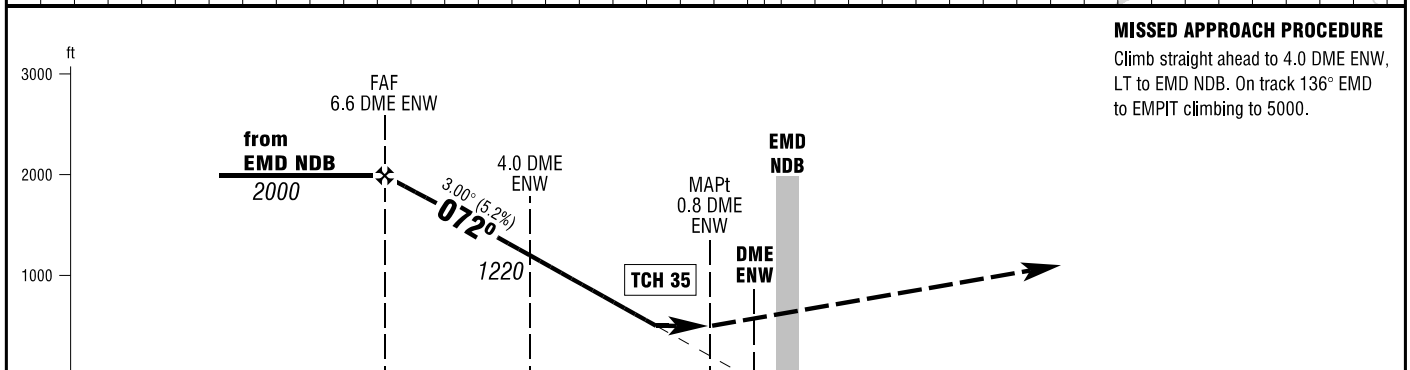 MISSED APPROACH PROCEDURE
Climb straight ahead to 4.0 DME ENW,
LT to EMD NDB. On track 136° EMD
to EMPIT climbing to 5000.
ft
3000
2000
1000
FAF
6.6 DME ENW
from
EMD NDB
2000
3.00° (5.2%)
072°
4.0 DME
ENW
1220
TCH 35
MAPt
0.8 DME
ENW
DME
ENW
EMD
NDB